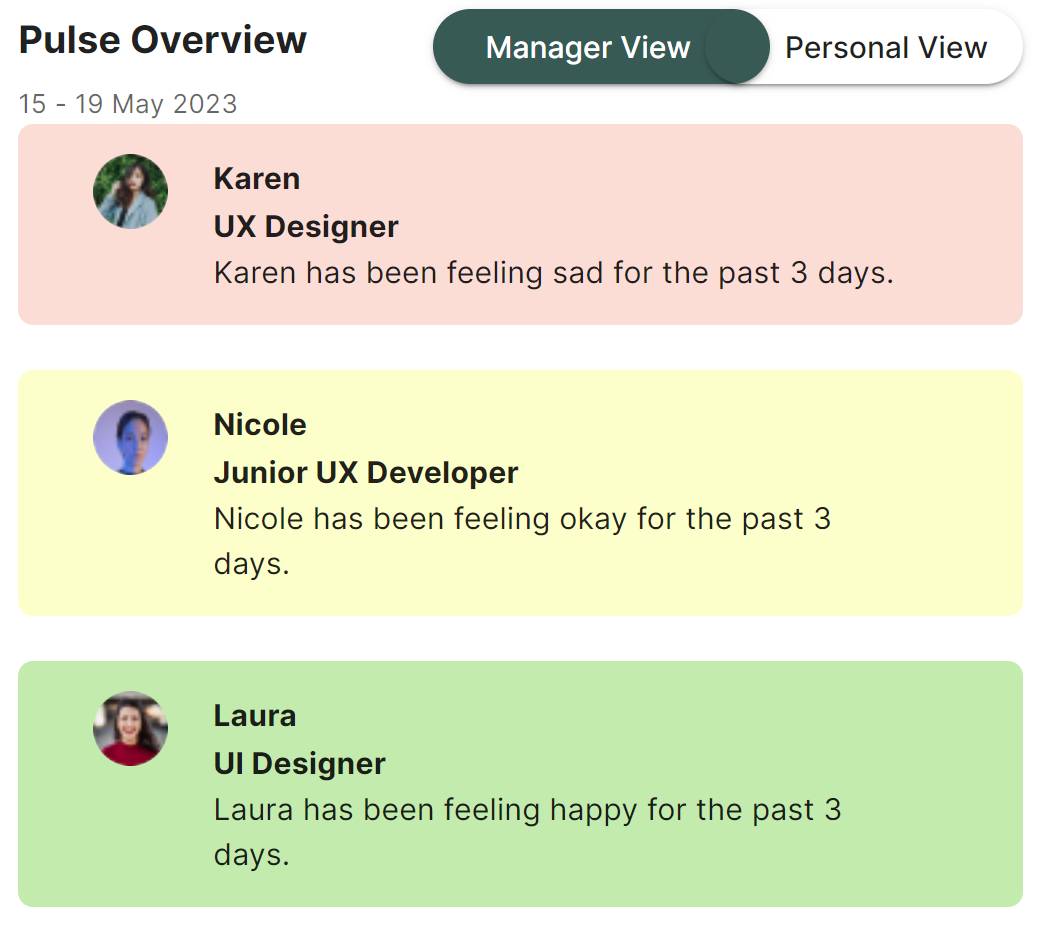 Pulse Overview
Manager View
Personal View
15 - 19 May 2023
Karen
UX Designer
Karen has been feeling sad for the past 3 days.
Nicole
Junior UX Developer
Nicole has been feeling okay for the past 3
days.
Laura
UI Designer
Laura has been feeling happy for the past 3
days.